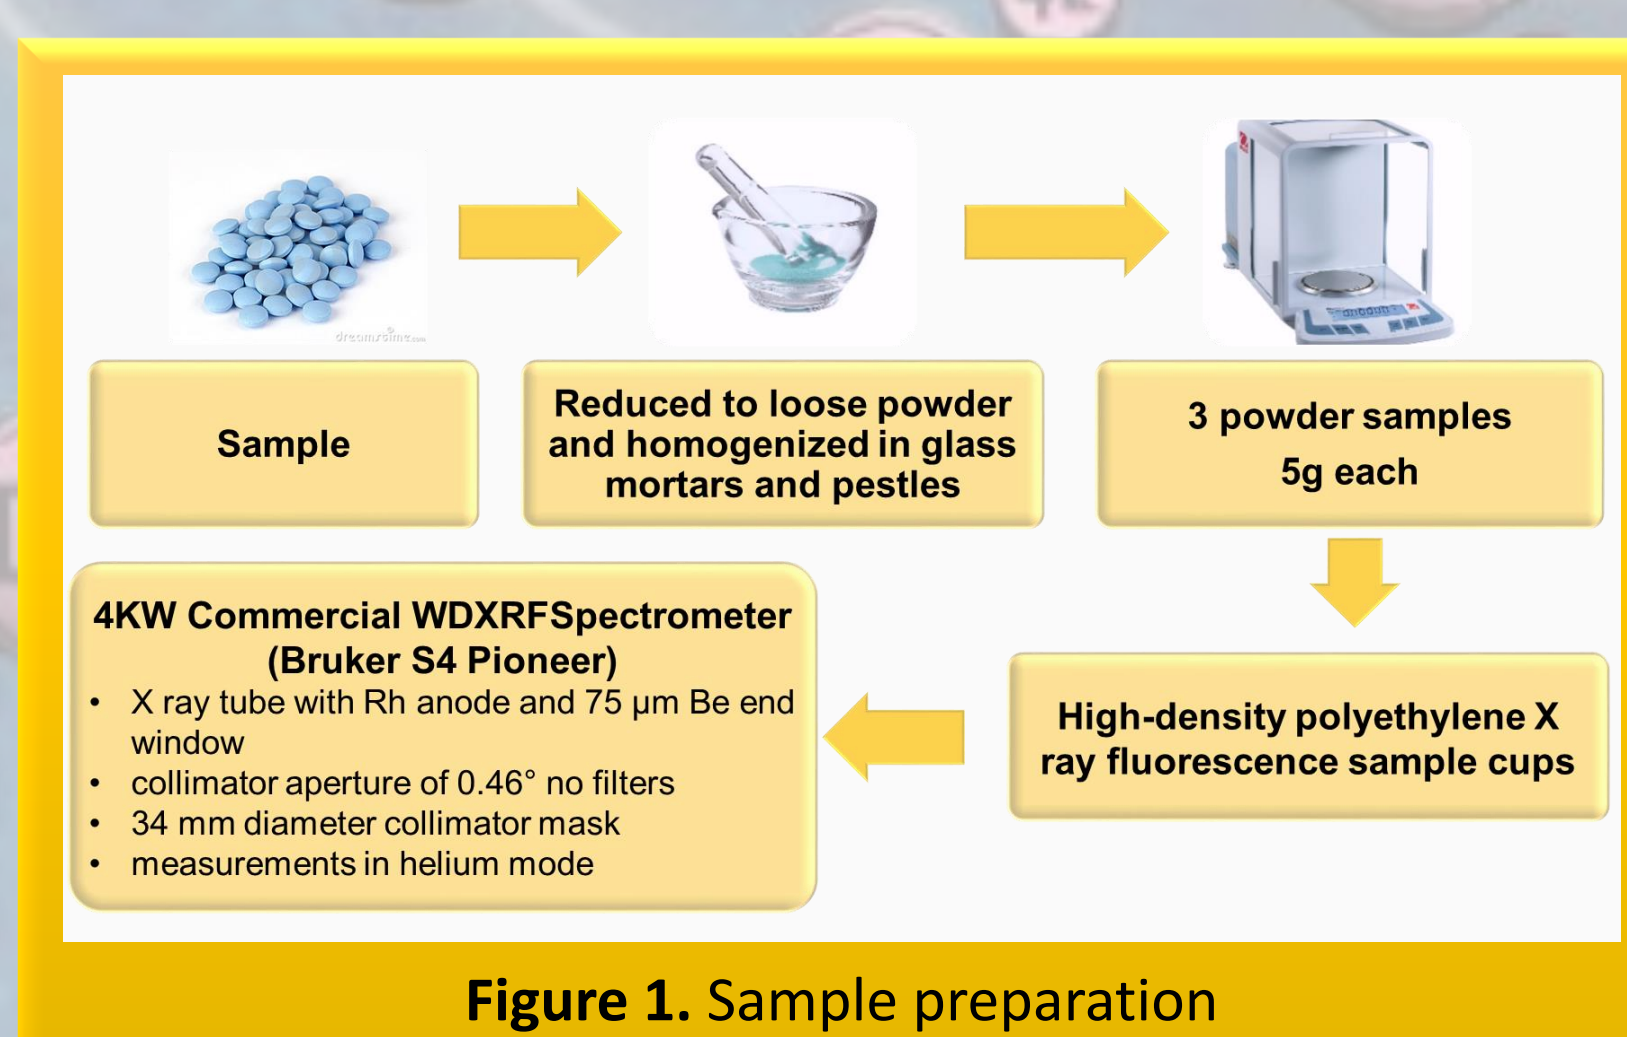 dreamstime.com
Sample
Reduced to loose powder
and homogenized in glass
mortars and pestles
3 powder samples
5g each
4KW Commercial WDXRFSpectrometer
(Bruker S4 Pioneer)
• X ray tube with Rh anode and 75 µm Be end
window
• collimator aperture of 0.46° no filters
• 34 mm diameter collimator mask
• measurements in helium mode
High-density polyethylene X
ray fluorescence sample cups
Figure 1. Sample preparation